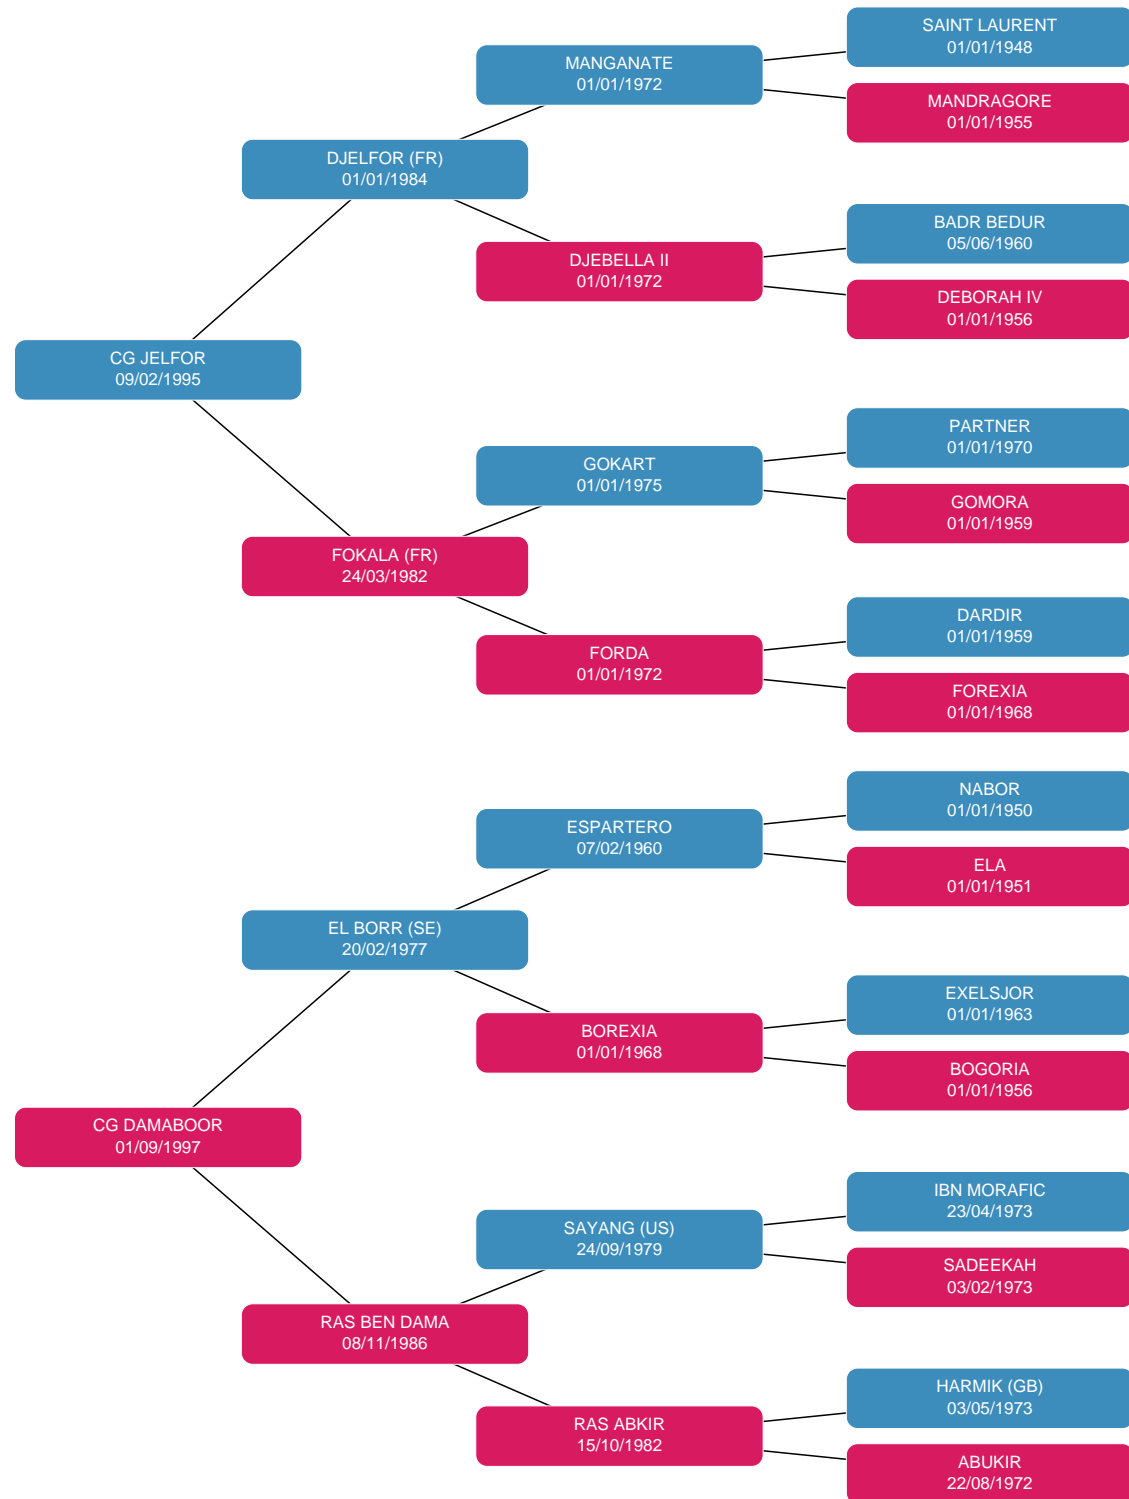 SAINT LAURENT
01/01/1948
MANGANATE
01/01/1972
MANDRAGORE
01/01/1955
DJELFOR (FR)
01/01/1984
BADR BEDUR
05/06/1960
DJEBELLA II
01/01/1972
DEBORAH IV
01/01/1956
CG JELFOR
09/02/1995
PARTNER
01/01/1970
GOKART
01/01/1975
GOMORA
01/01/1959
FOKALA (FR)
24/03/1982
DARDIR
01/01/1959
FORDA
01/01/1972
FOREXIA
01/01/1968
NABOR
01/01/1950
ESPARTERO
07/02/1960
ELA
01/01/1951
EL BORR (SE)
20/02/1977
EXELSJOR
01/01/1963
BOREXIA
01/01/1968
BOGORIA
01/01/1956
CG DAMABOOR
01/09/1997
IBN MORAFIC
23/04/1973
SAYANG (US)
24/09/1979
SADEEKAH
03/02/1973
RAS BEN DAMA
08/11/1986
HARMIK (GB)
03/05/1973
RAS ABKIR
15/10/1982
ABUKIR
22/08/1972